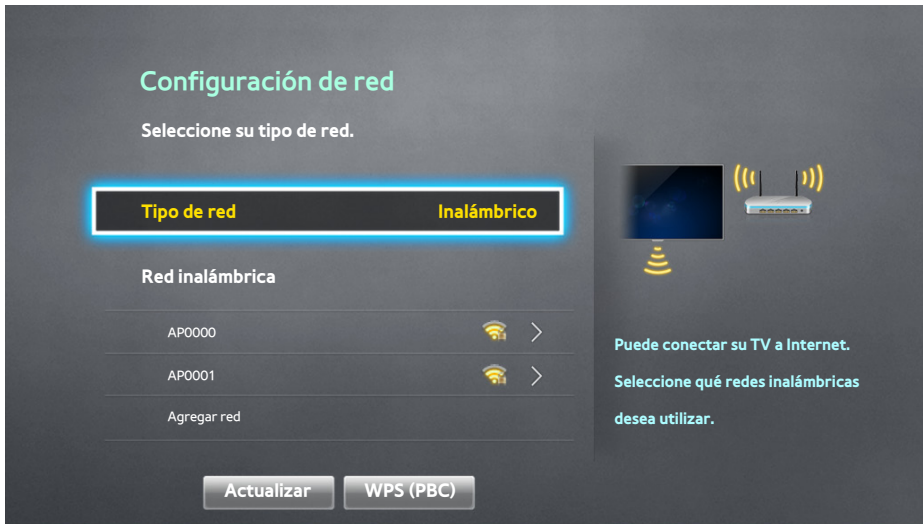 Configuración de red
Seleccione su tipo de red.
Tipo de red Inalámbrico
Red inalámbrica
AP0000
AP0001
Agregar red
Actualizar WPS (PBC)
Puede conectar su TV a Internet.
Seleccione qué redes inalámbricas
desea utilizar.